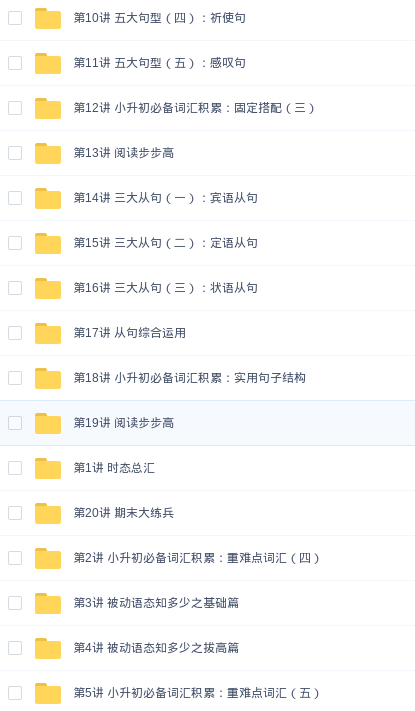 第10讲 五大句型（四）：祈使句
第11讲 五大句型（五）：感叹句
第12讲 小升初必备词汇积累：固定搭配（三）
第13讲 阅读步步高
第14讲 三大从句（一）：宾语从句
第15讲 三大从句（二）：定语从句
第16讲 三大从句（三）：状语从句
第17讲 从句综合运用
第18讲 小升初必备词汇积累：实用句子结构
第19讲 阅读步步高
第1讲 时态总汇
第20讲 期末大练兵
第2讲 小升初必备词汇积累：重难点词汇（四）
第3讲 被动语态知多少之基础篇
第4讲 被动语态知多少之拔高篇
第5讲 小升初必备词汇积累：重难点词汇（五）